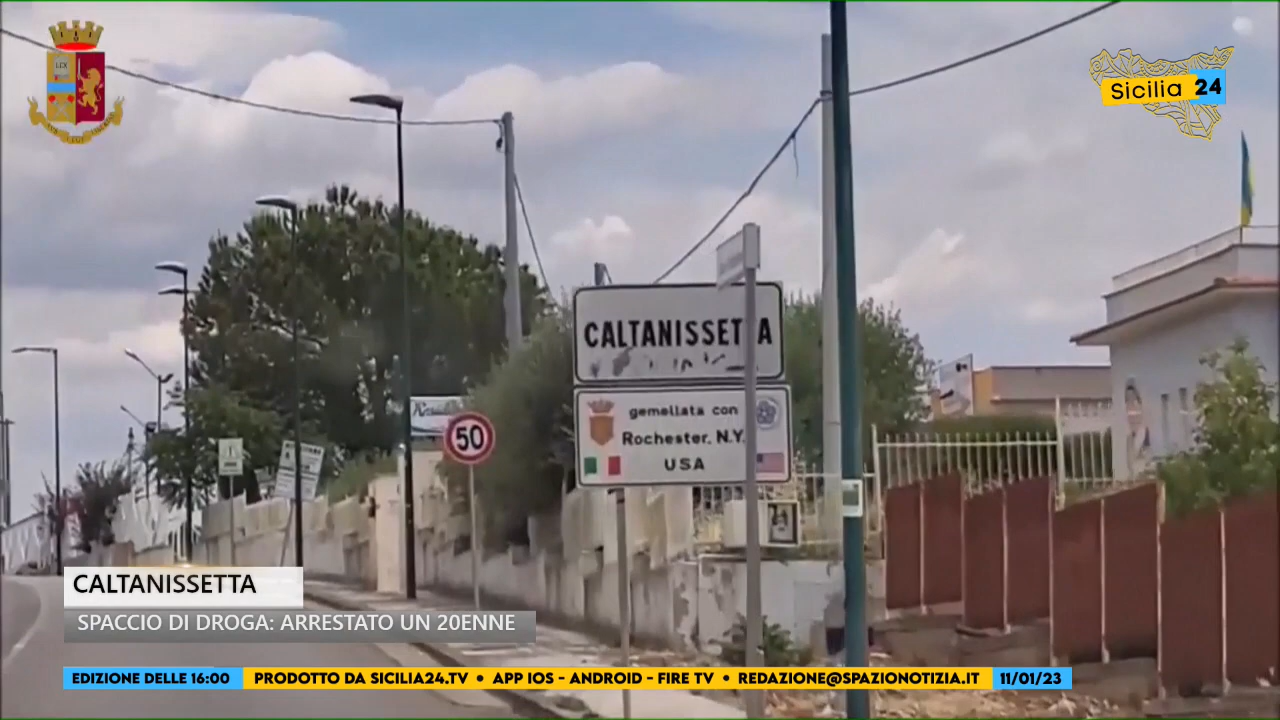 LEX
Sicilia 24
CALTANISSETTA
gemellata con
Rochester, N.Y.
USA
50
CALTANISSETTA
SPACCIO DI DROGA: ARRESTATO UN 20ENNE
EDIZIONE DELLE 16:00 PRODOTTO DA SICILIA24.TV • APP IOS - ANDROID - FIRE TV • REDAZIONE@SPAZIONOTIZIA.IT 11/01/23